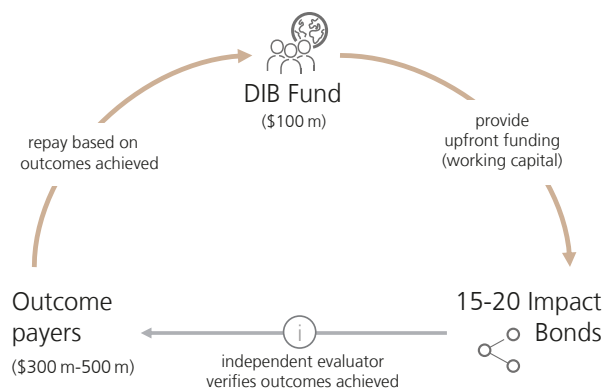 DIB Fund
($100 m)
provide
upfront funding
(working capital)
repay based on
outcomes achieved
Outcome
payers
($300 m-500 m)
15-20 Impact
Bonds
i
independent evaluator
verifies outcomes achieved